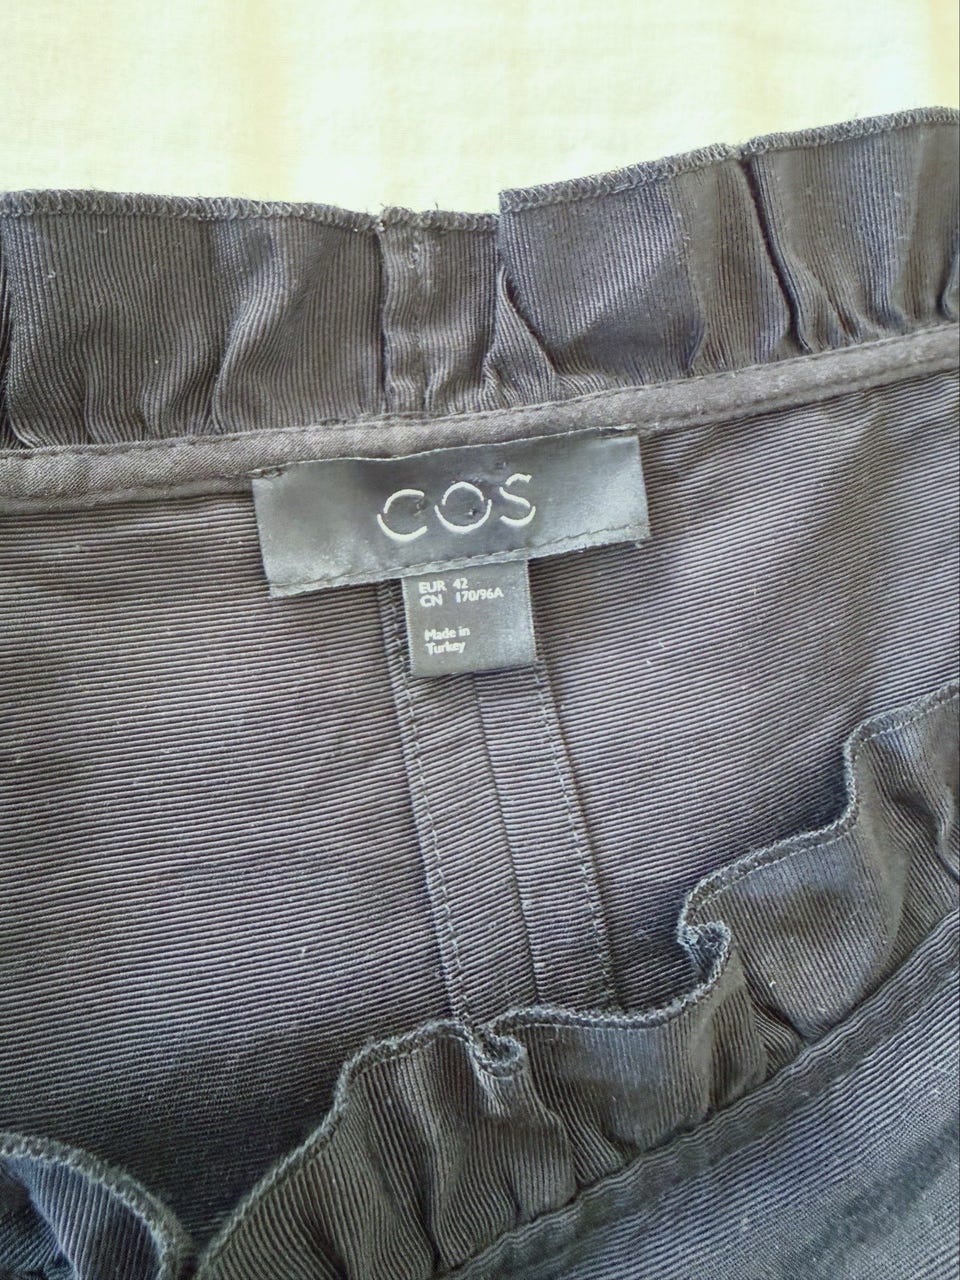 COS
EUR 42
CN 170/96A
Made in
Turkey